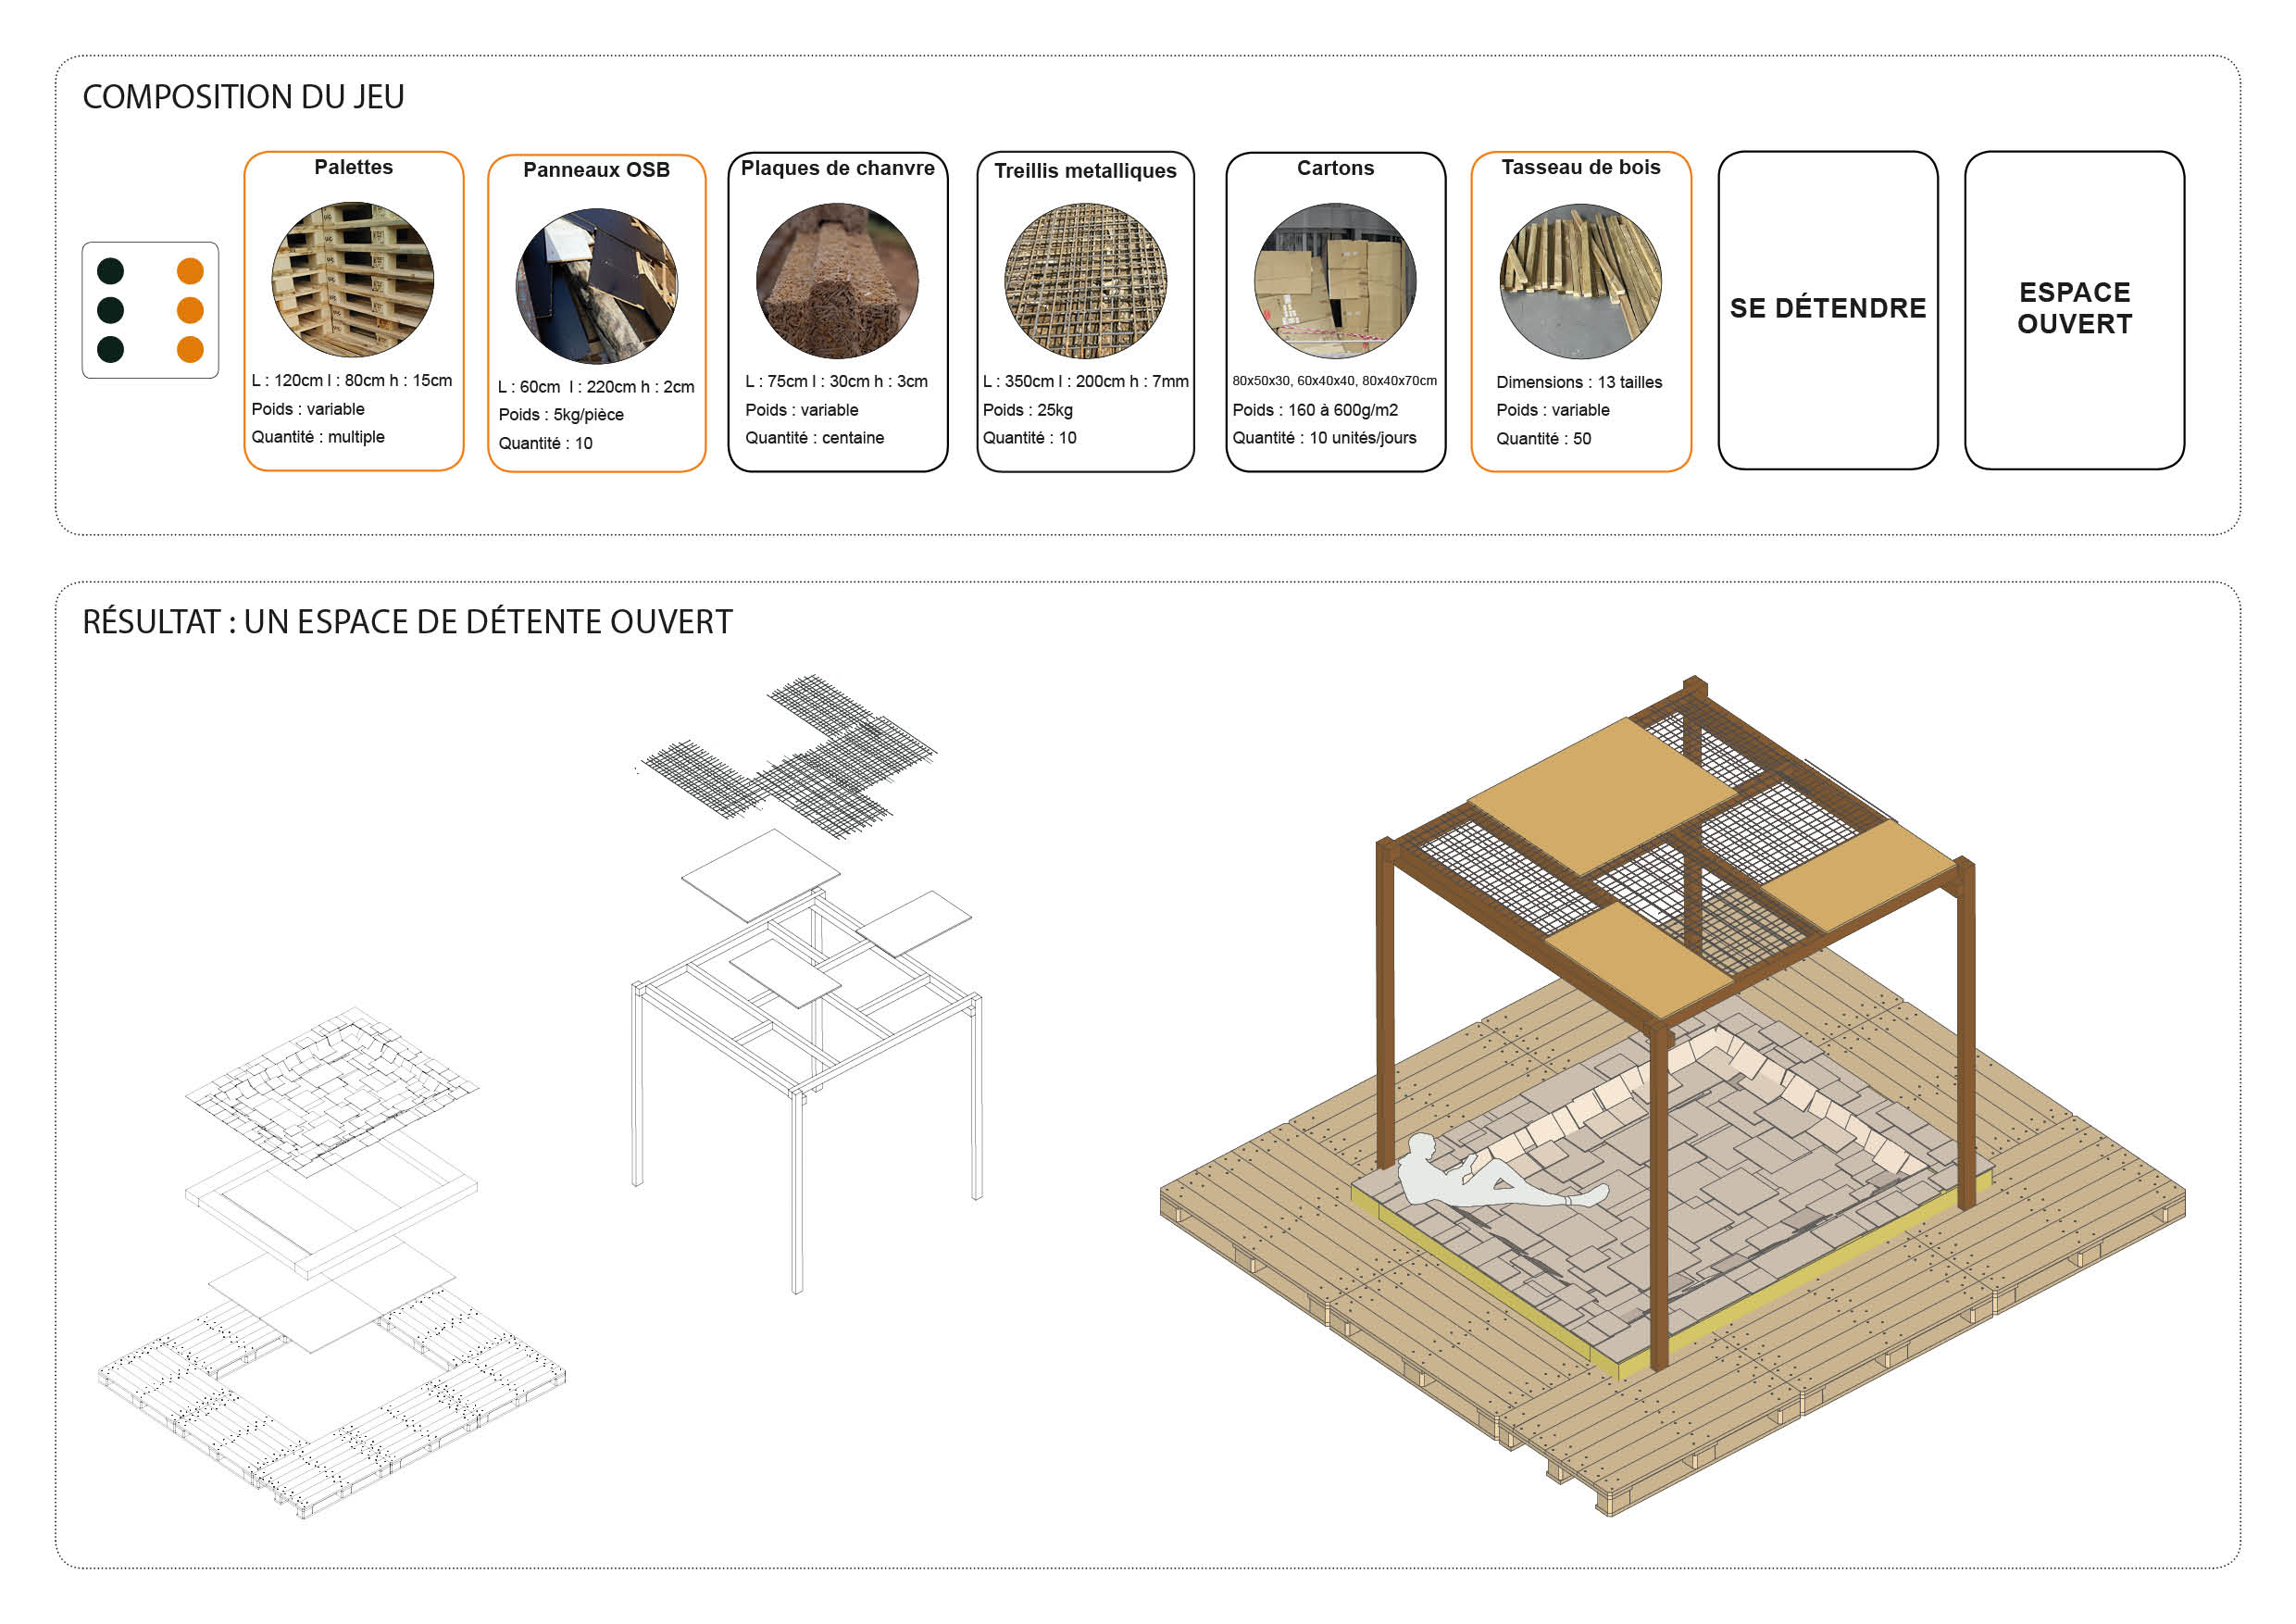 COMPOSITION DU JEU
Palettes
L : 120cm l : 80cm h : 15cm
Poids : variable
Quantité : multiple
Panneaux OSB
L : 60cm  l : 220cm h : 2cm
Poids : 5kg/pièce
Quantité : 10
Plaques de chanvre
L : 75cm l : 30cm h : 3cm
Poids : variable
Quantité : centaine
Treillis metalliques
L : 350cm l : 200cm h : 7mm
Poids : 25kg
Quantité : 10
Cartons
80x50x30, 60x40x40, 80x40x70cm
Poids : 160 à 600g/m2
Quantité : 10 unités/jours
Tasseau de bois
Dimensions : 13 tailles
Poids : variable
Quantité : 50
SE DÉTENDRE
ESPACE
OUVERT
RÉSULTAT : UN ESPACE DE DÉTENTE OUVERT